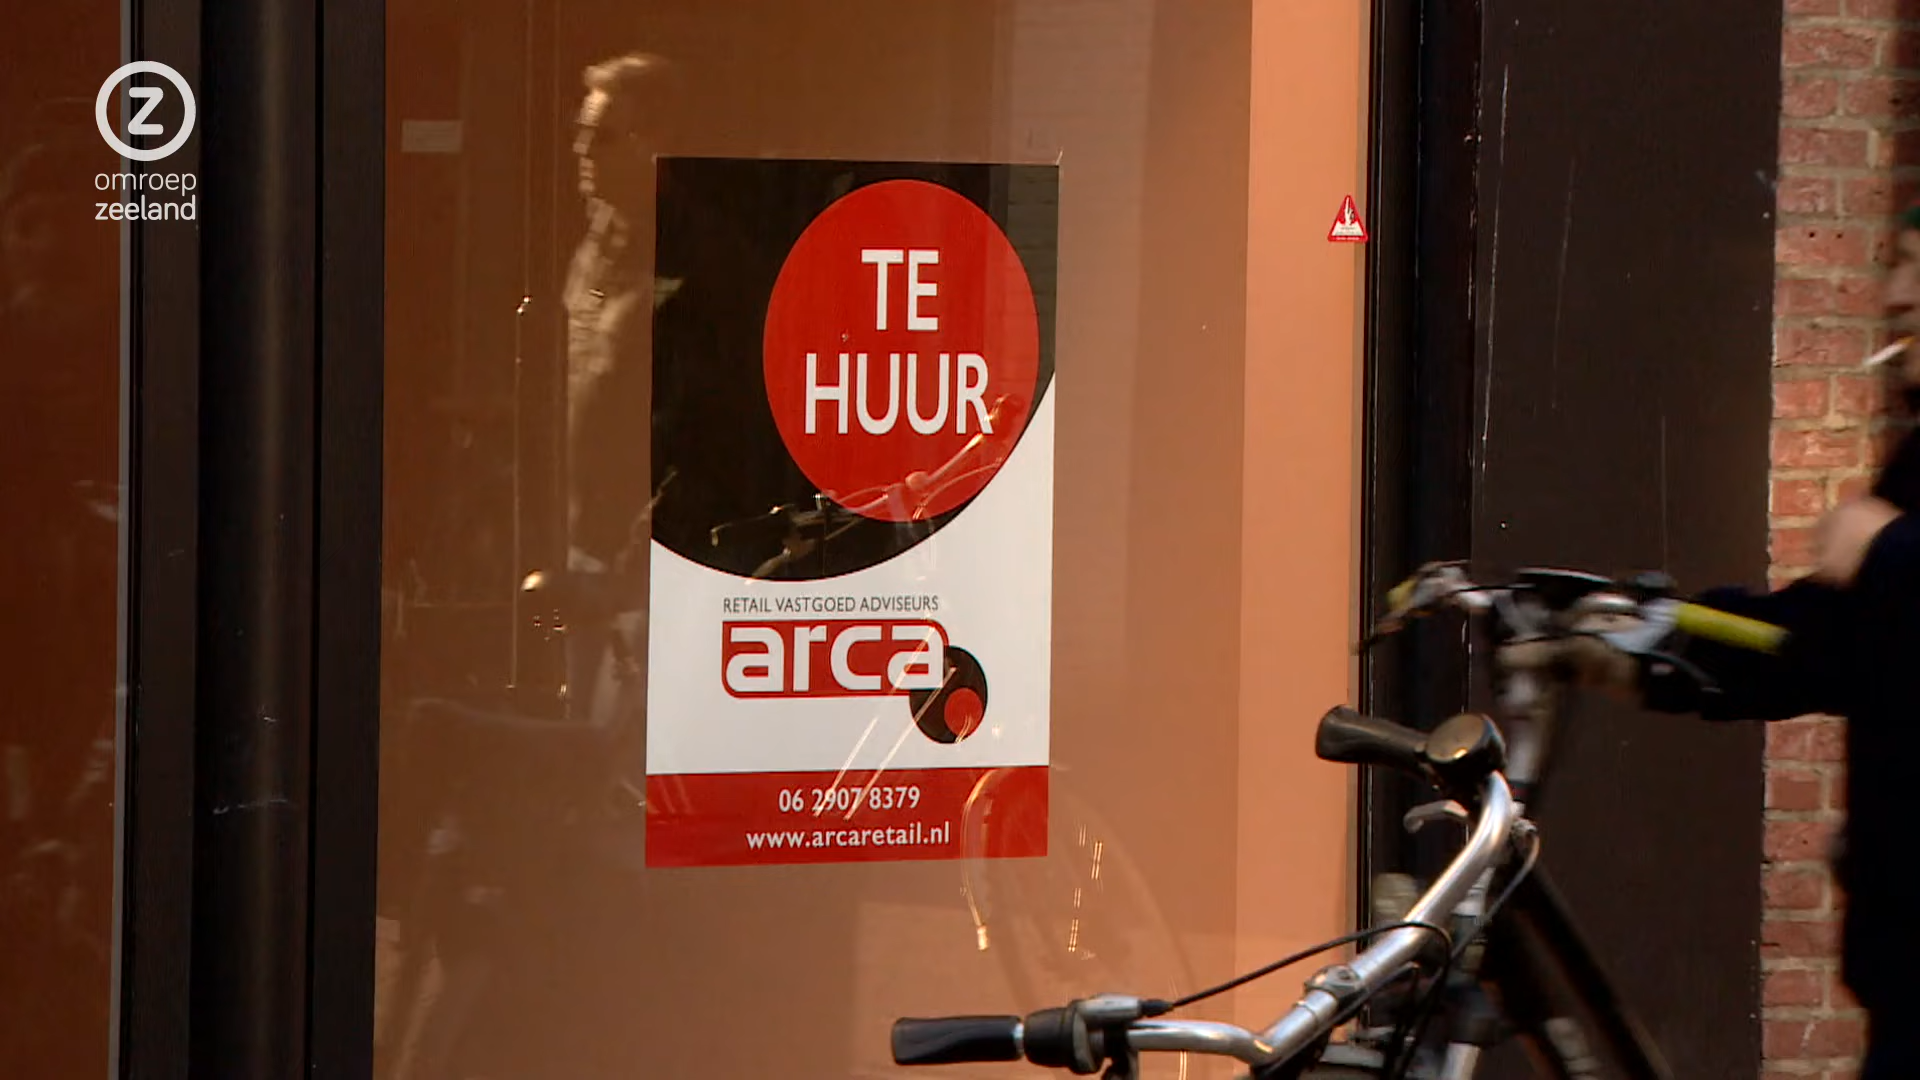 Z
omroep
zeeland
TE
HUUR
RETAIL VASTGOED ADVISEURS
arca
06 2907 8379
www.arcaretail.nl